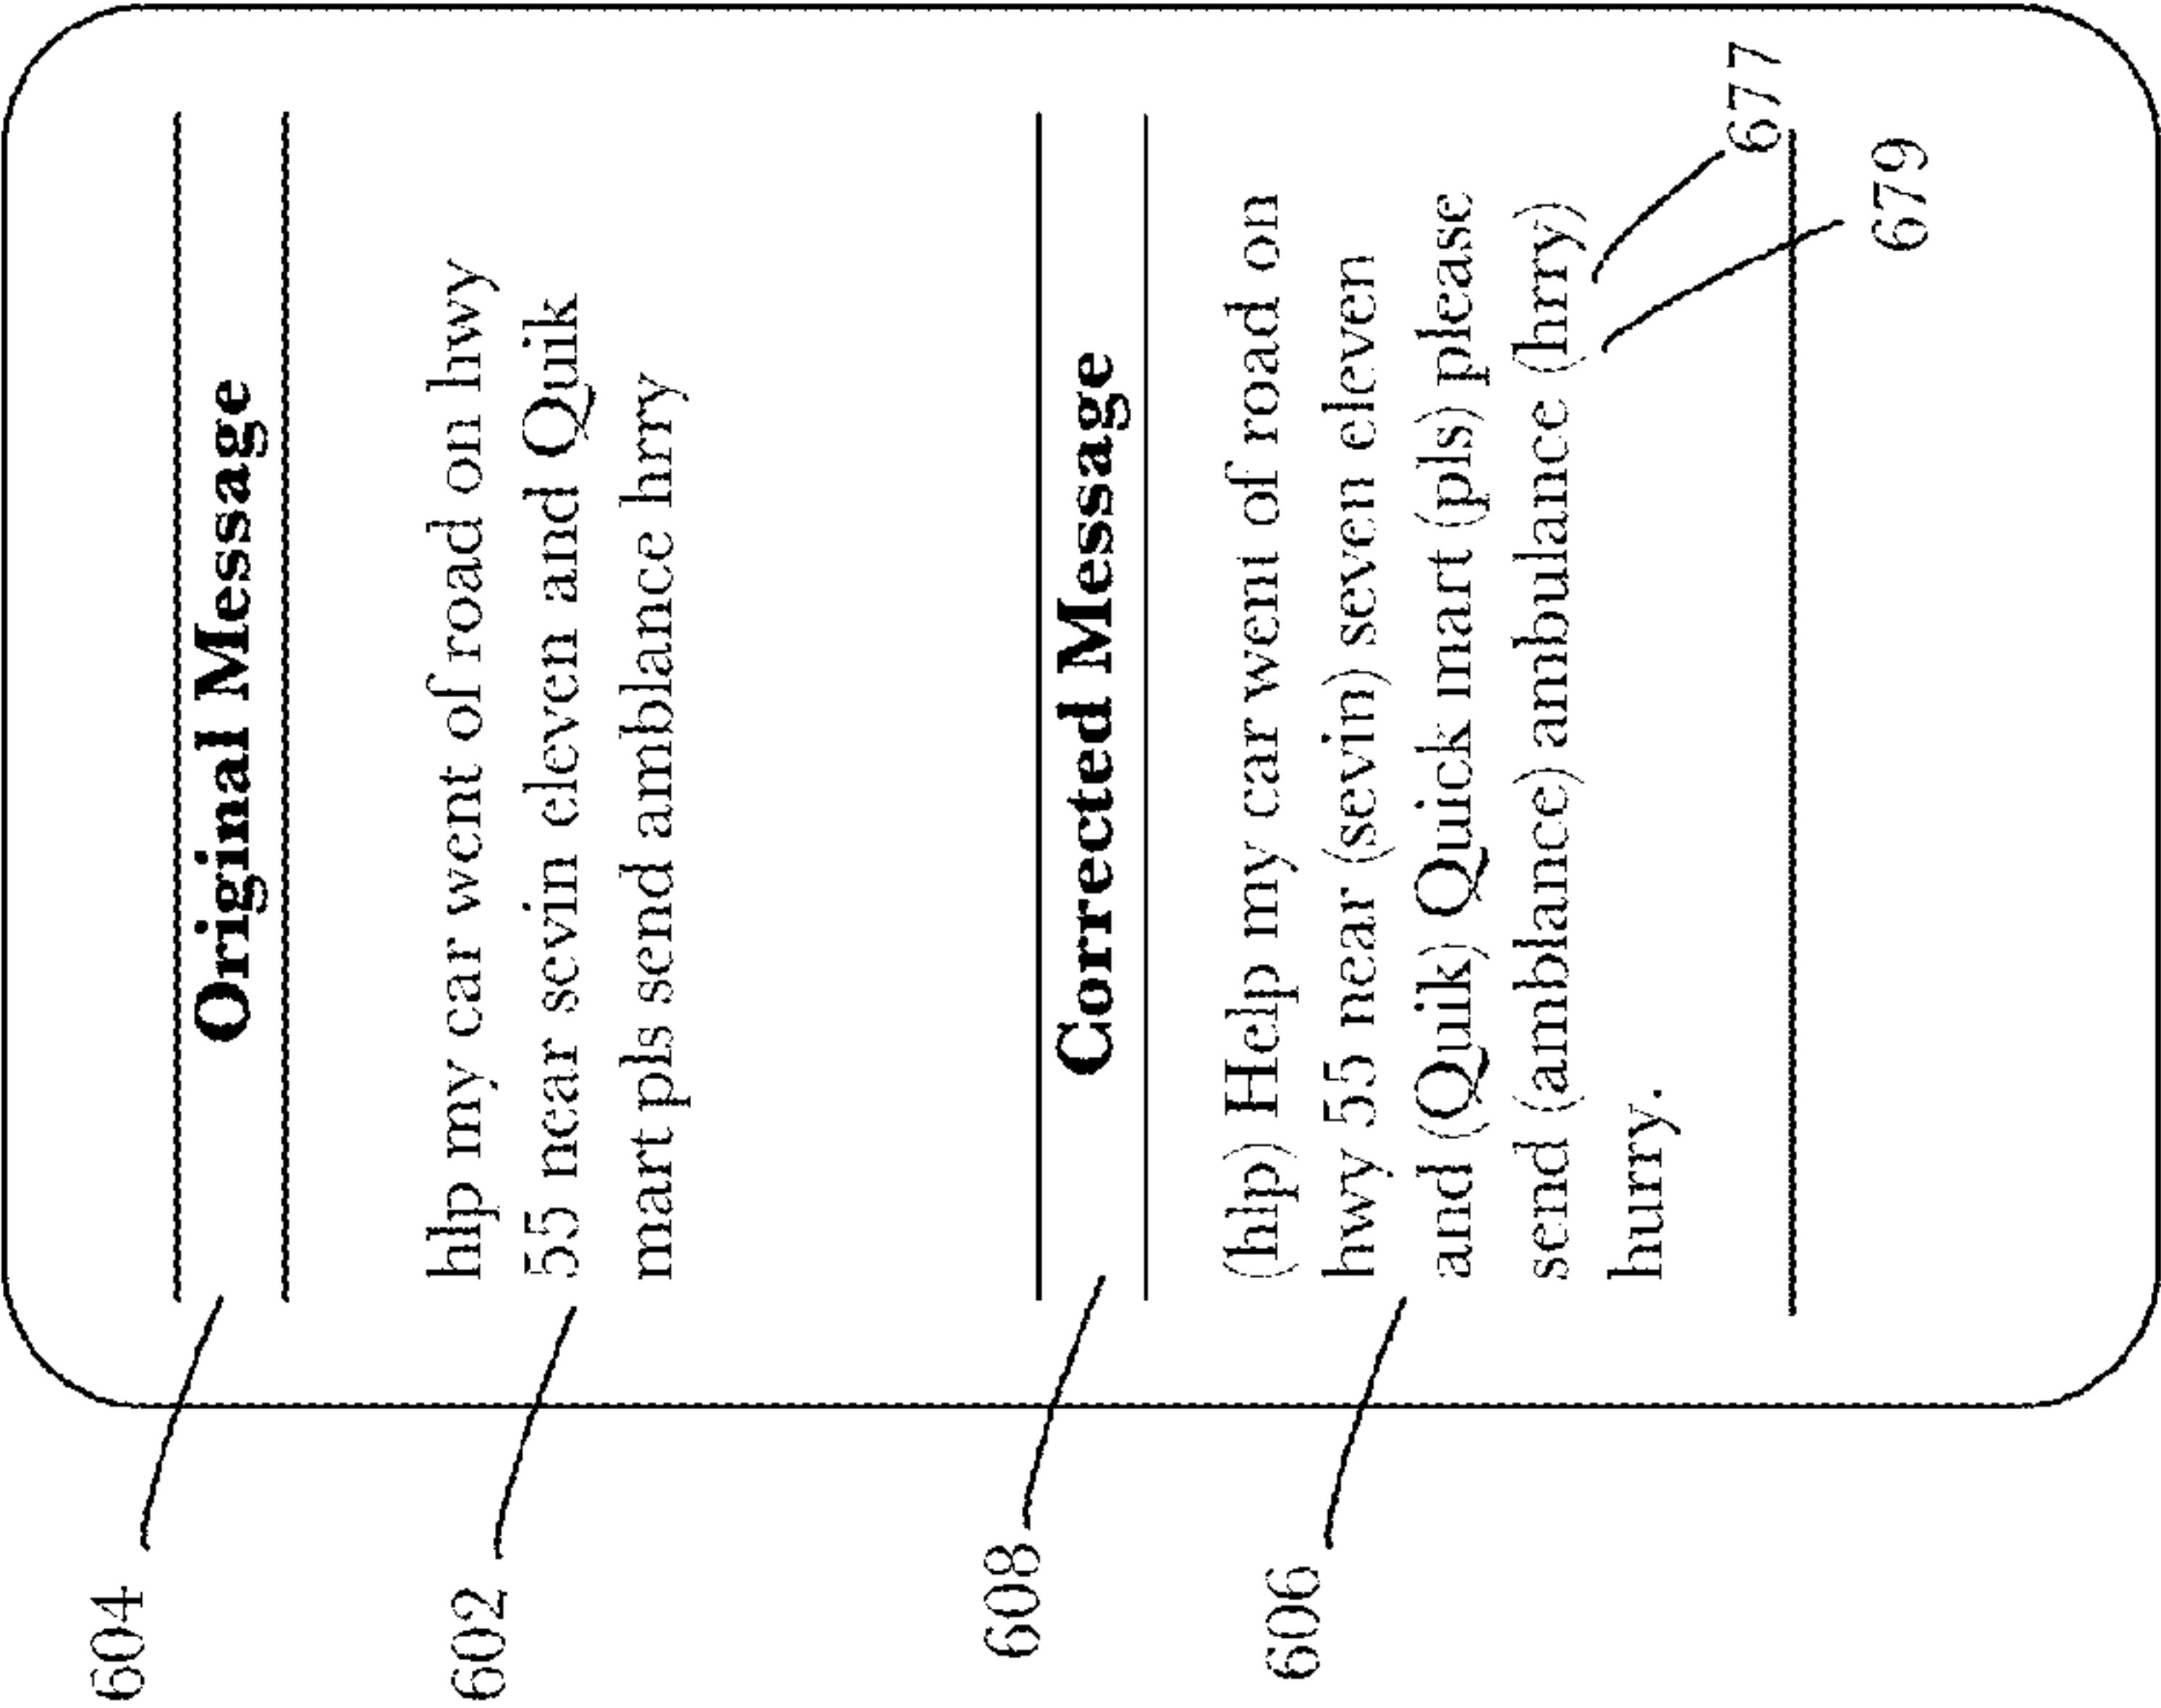 604
Original Message
602
hlp my car went of road on hwy
55 near sevin eleven and Quik
mart pls send amblance hrry
608
Corrected Message
606
(hlp) Help my car went of road on
hwy 55 near (sevin) seven eleven
and (Quik) Quick mart (pls) please
send (amblance) ambulance (hrry)
hurry.
677
679